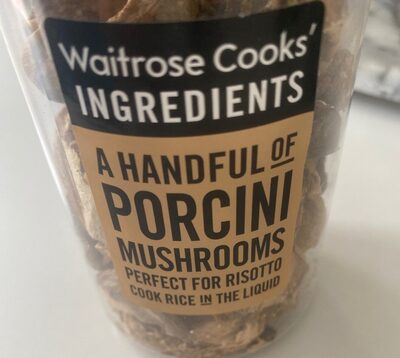 Waitrose Cooks'
INGREDIENTS
A HANDFUL OF
PORCINI
MUSHROOMS
PERFECT FOR RISOTTO
COOK RICE IN THE LIQUID